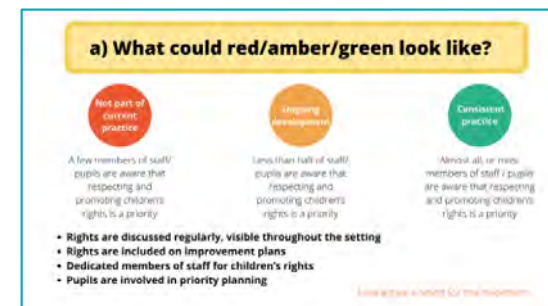 a) What could red/amber/green look like?
Not part of
current
practice
Ongoing
development
Consistent
practice
A few members of staff/
pupils are aware that
respecting and
promoting children's
rights is a priority
Less than half of staff/
pupils are aware that
respecting and
promoting children's
rights is a priority
Almost all, or most
members of staff / pupils
are aware that respecting
and promoting children's
rights is a priority
• Rights are discussed regularly, visible throughout the setting
• Rights are included on improvement plans
• Dedicated members of staff for children's rights
• Pupils are involved in priority planning